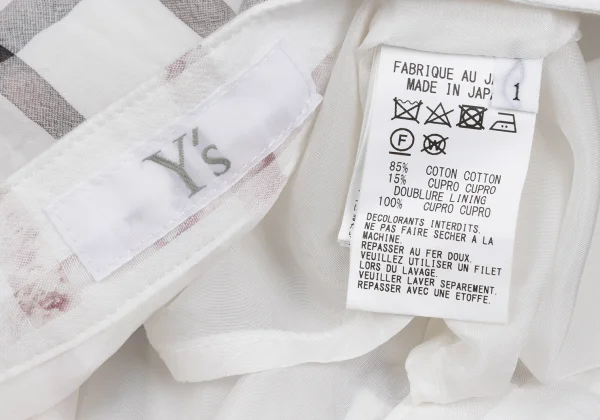 Y's
FABRIQUE AU
MADE IN
1
F
W
85% COTON COTTON
15% CUPRO CUPRO
DOUBLURE LINING
100% CUPRO CUPRO
DECOLORANTS INTERDITS.
NE PAS FAIRE SECHER A LA
MACHINE.
REPASSER AU FER DOUX.
VEUILLEZ UTILISER UN FILET
LORS DU LAVAGE.
VEUILLER LAVER SEPAREMENT.
REPASSER AVEC UNE ETOFFE.